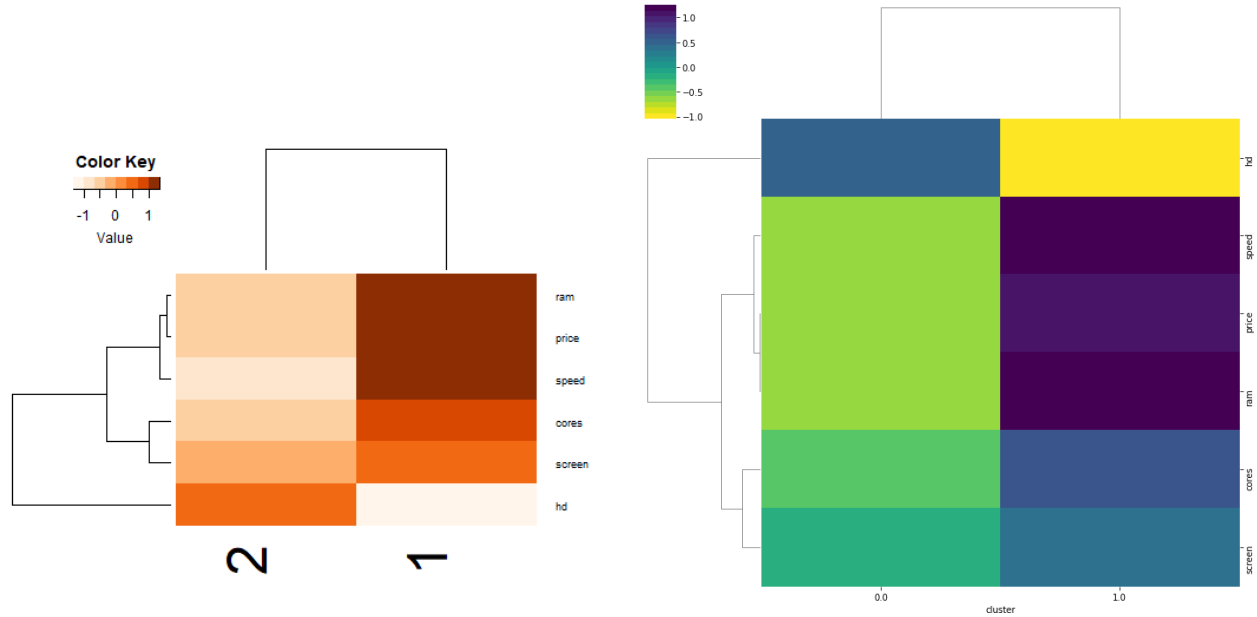 Color Key
-1 0 1
Value
ram
price
speed
cores
screen
hd
2 1
1.0
0.5
0.0
−0.5
−1.0
hd
speed
price
ram
cores
screen
0.0 1.0
cluster